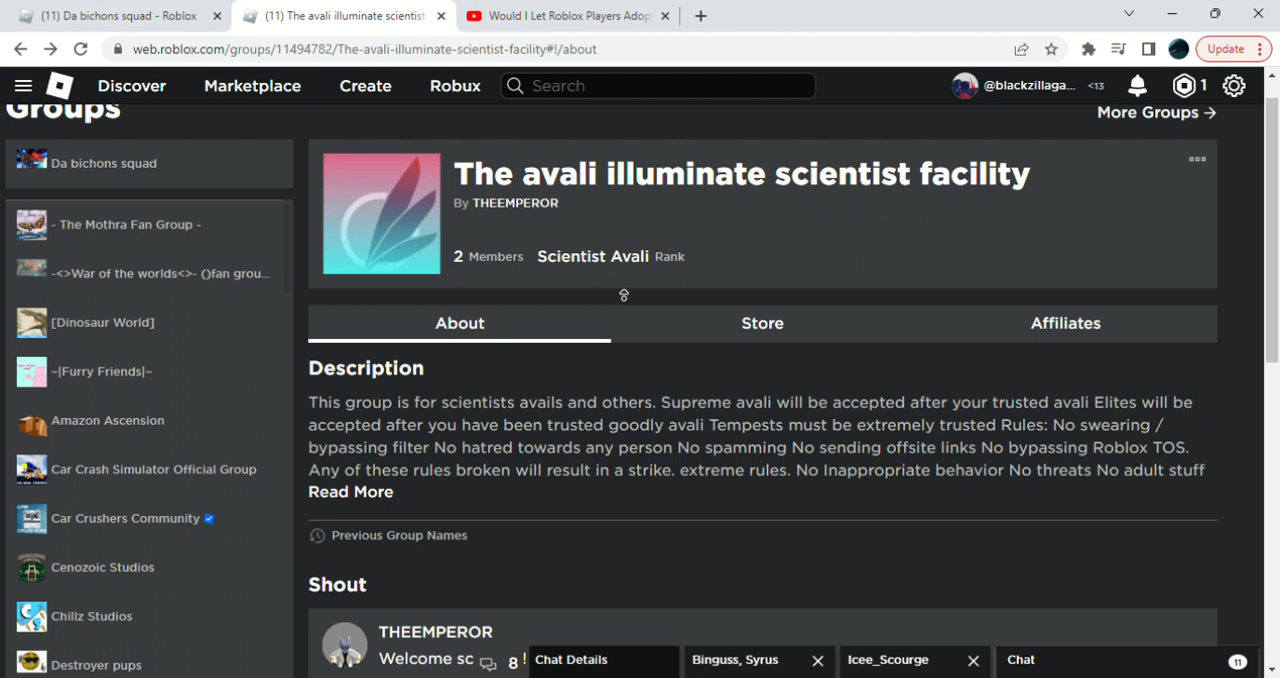 (11) Da bichons squad - Roblox
(11) The avali illuminate scientist
Would I Let Roblox Players Adop
web.roblox.com/groups/11494782/The-avali-illuminate-scientist-facility#!/about
Update
Discover
Marketplace
Create
Robux
Search
@blackzillaga...
<13
1
Groups
More Groups →
Da bichons squad
- The Mothra Fan Group -
-<>War of the worlds<>- ()fan grou...
[Dinosaur World]
~|Furry Friends|~
Amazon Ascension
Car Crash Simulator Official Group
Car Crushers Community
Cenozoic Studios
Chillz Studios
Destroyer pups
The avali illuminate scientist facility
By THEEMPEROR
2 Members Scientist Avali Rank
About
Store
Affiliates
Description
This group is for scientists avails and others. Supreme avali will be accepted after your trusted avali Elites will be
accepted after you have been trusted goodly avali Tempests must be extremely trusted Rules: No swearing /
bypassing filter No hatred towards any person No spamming No sending offsite links No bypassing Roblox TOS.
Any of these rules broken will result in a strike. extreme rules. No Inappropriate behavior No threats No adult stuff
Read More
Previous Group Names
Shout
THEEMPEROR
Welcome sc
8
!
Chat Details
Binguss, Syrus
Icee_Scourge
Chat
11